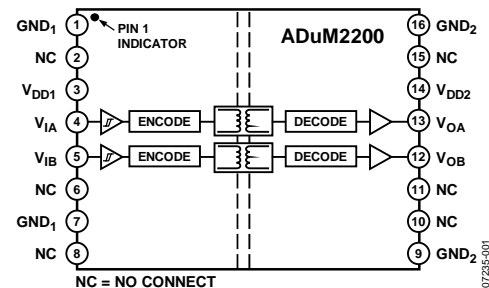 GND1 1 PIN 1 INDICATOR ADuM2200 16 GND2
NC 2 15 NC
VDD1 3 14 VDD2
VIA 4 ENCODE DECODE 13 VOA
VIB 5 ENCODE DECODE 12 VOB
NC 6 11 NC
GND1 7 10 NC
NC 8 9 GND2
NC = NO CONNECT
07235-001